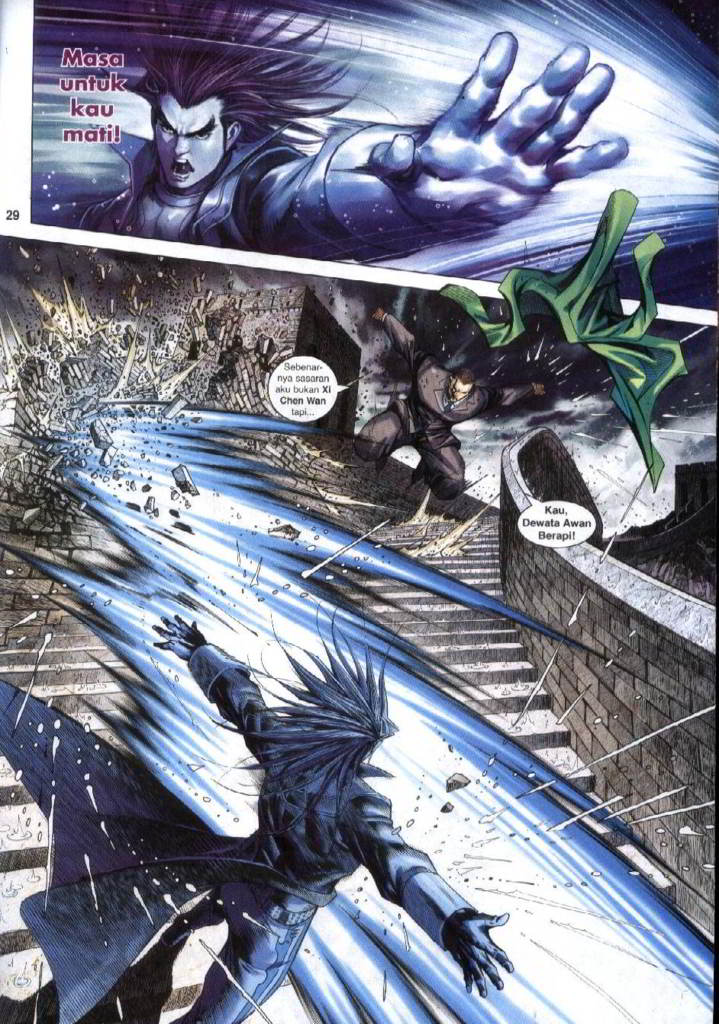 Masa
untuk
kau
mati!
29
Sebenar-
nya sasaran
aku bukan Xi
Chen Wan
tapi...
Kau,
Dewata Awan
Berapi!